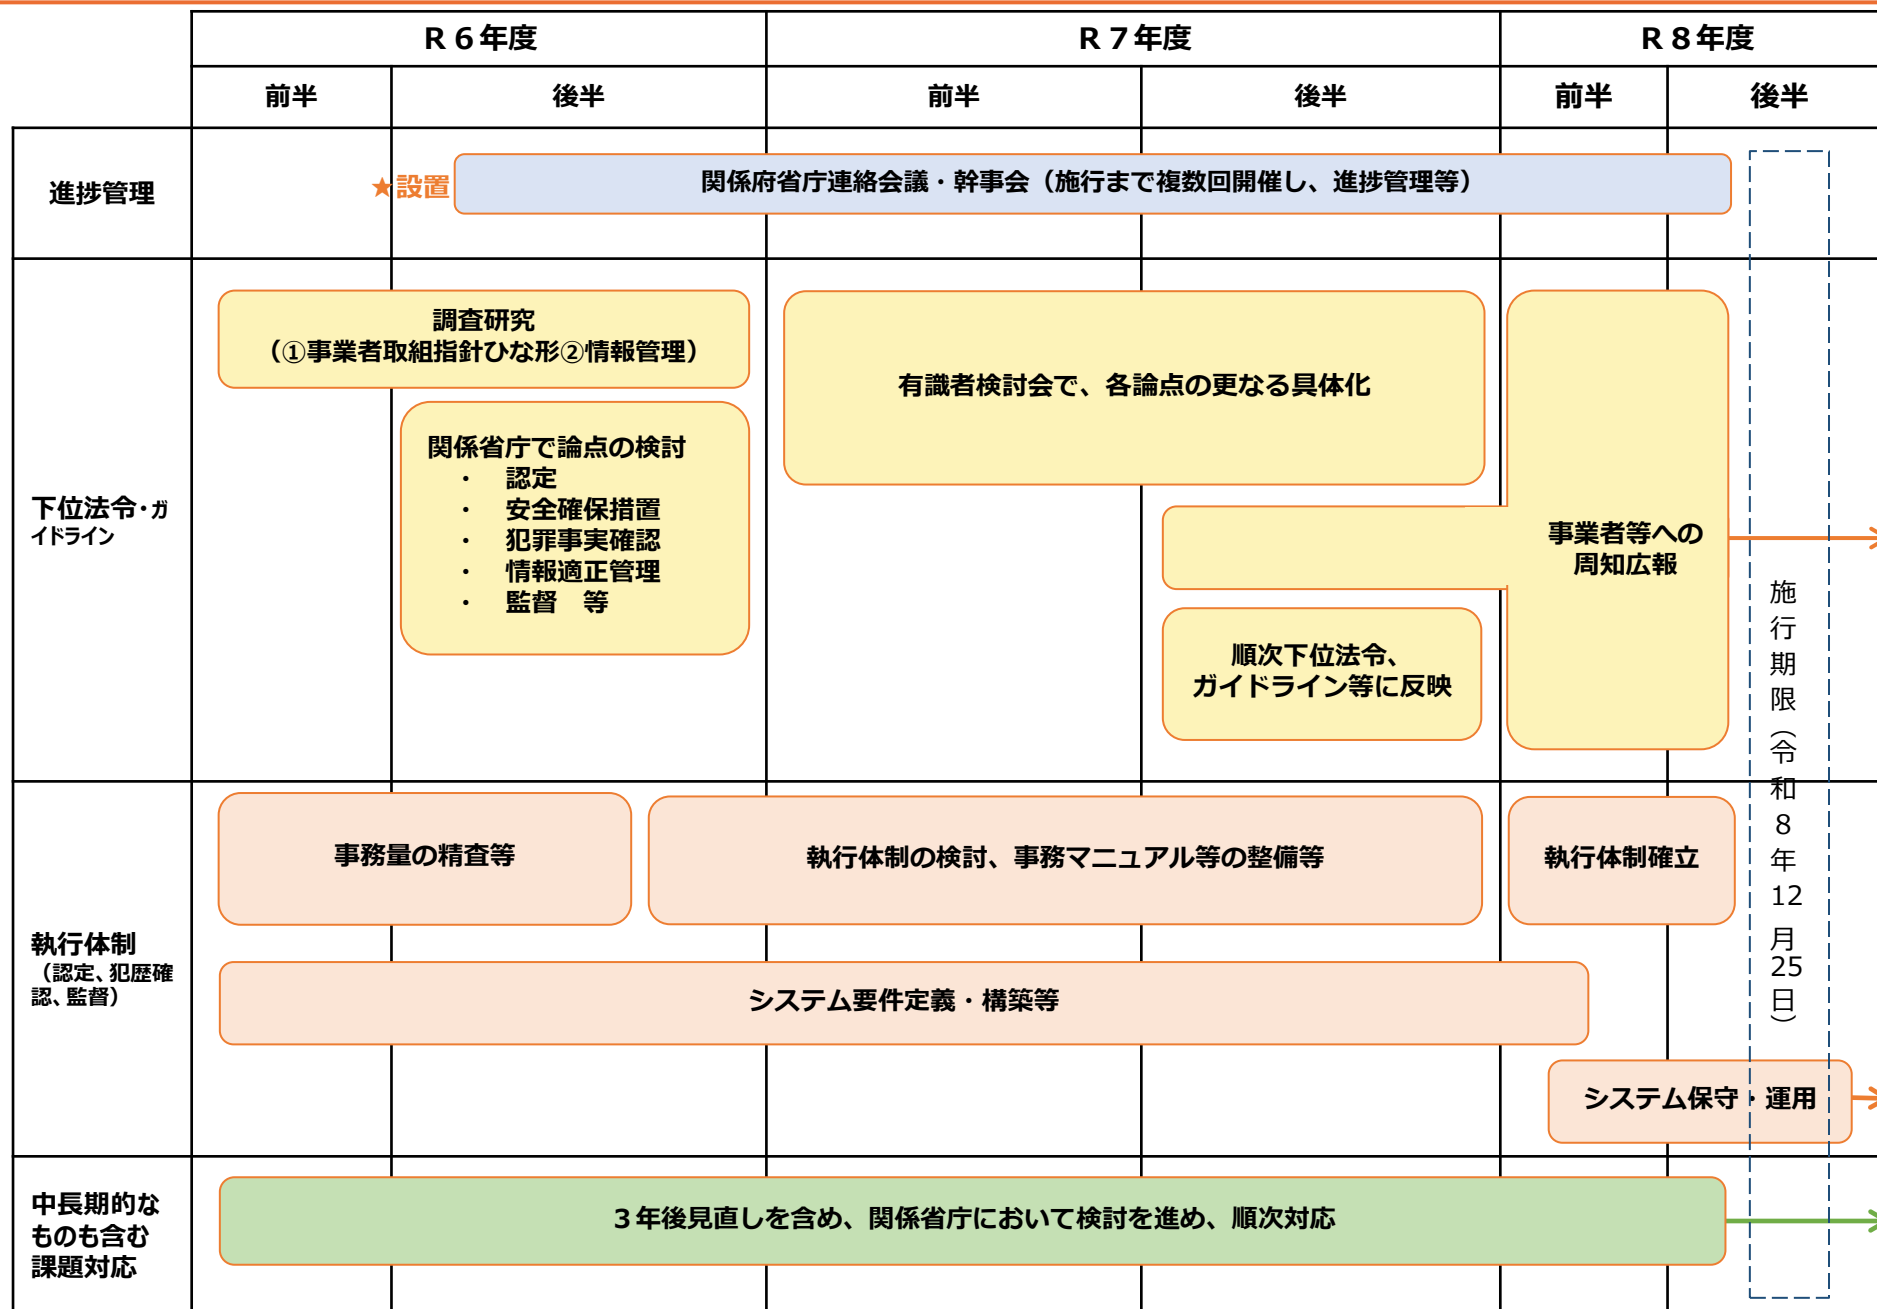 R6年度
R7年度
R8年度
前半
後半
前半
後半
前半
後半
進捗管理
★設置
関係府省庁連絡会議・幹事会（施行まで複数回開催し、進捗管理等）
下位法令・ガ
イドライン
調査研究
（①事業者取組指針ひな形②情報管理）
関係省庁で論点の検討
・ 認定
・ 安全確保措置
・ 犯罪事実確認
・ 情報適正管理
・ 監督　等
有識者検討会で、各論点の更なる具体化
順次下位法令、
ガイドライン等に反映
事業者等への
周知広報
施行期限（令和8年12月25日）
執行体制
（認定、犯歴確
認、監督）
事務量の精査等
執行体制の検討、事務マニュアル等の整備等
執行体制確立
システム要件定義・構築等
システム保守・運用
中長期的な
ものも含む
課題対応
３年後見直しを含め、関係省庁において検討を進め、順次対応